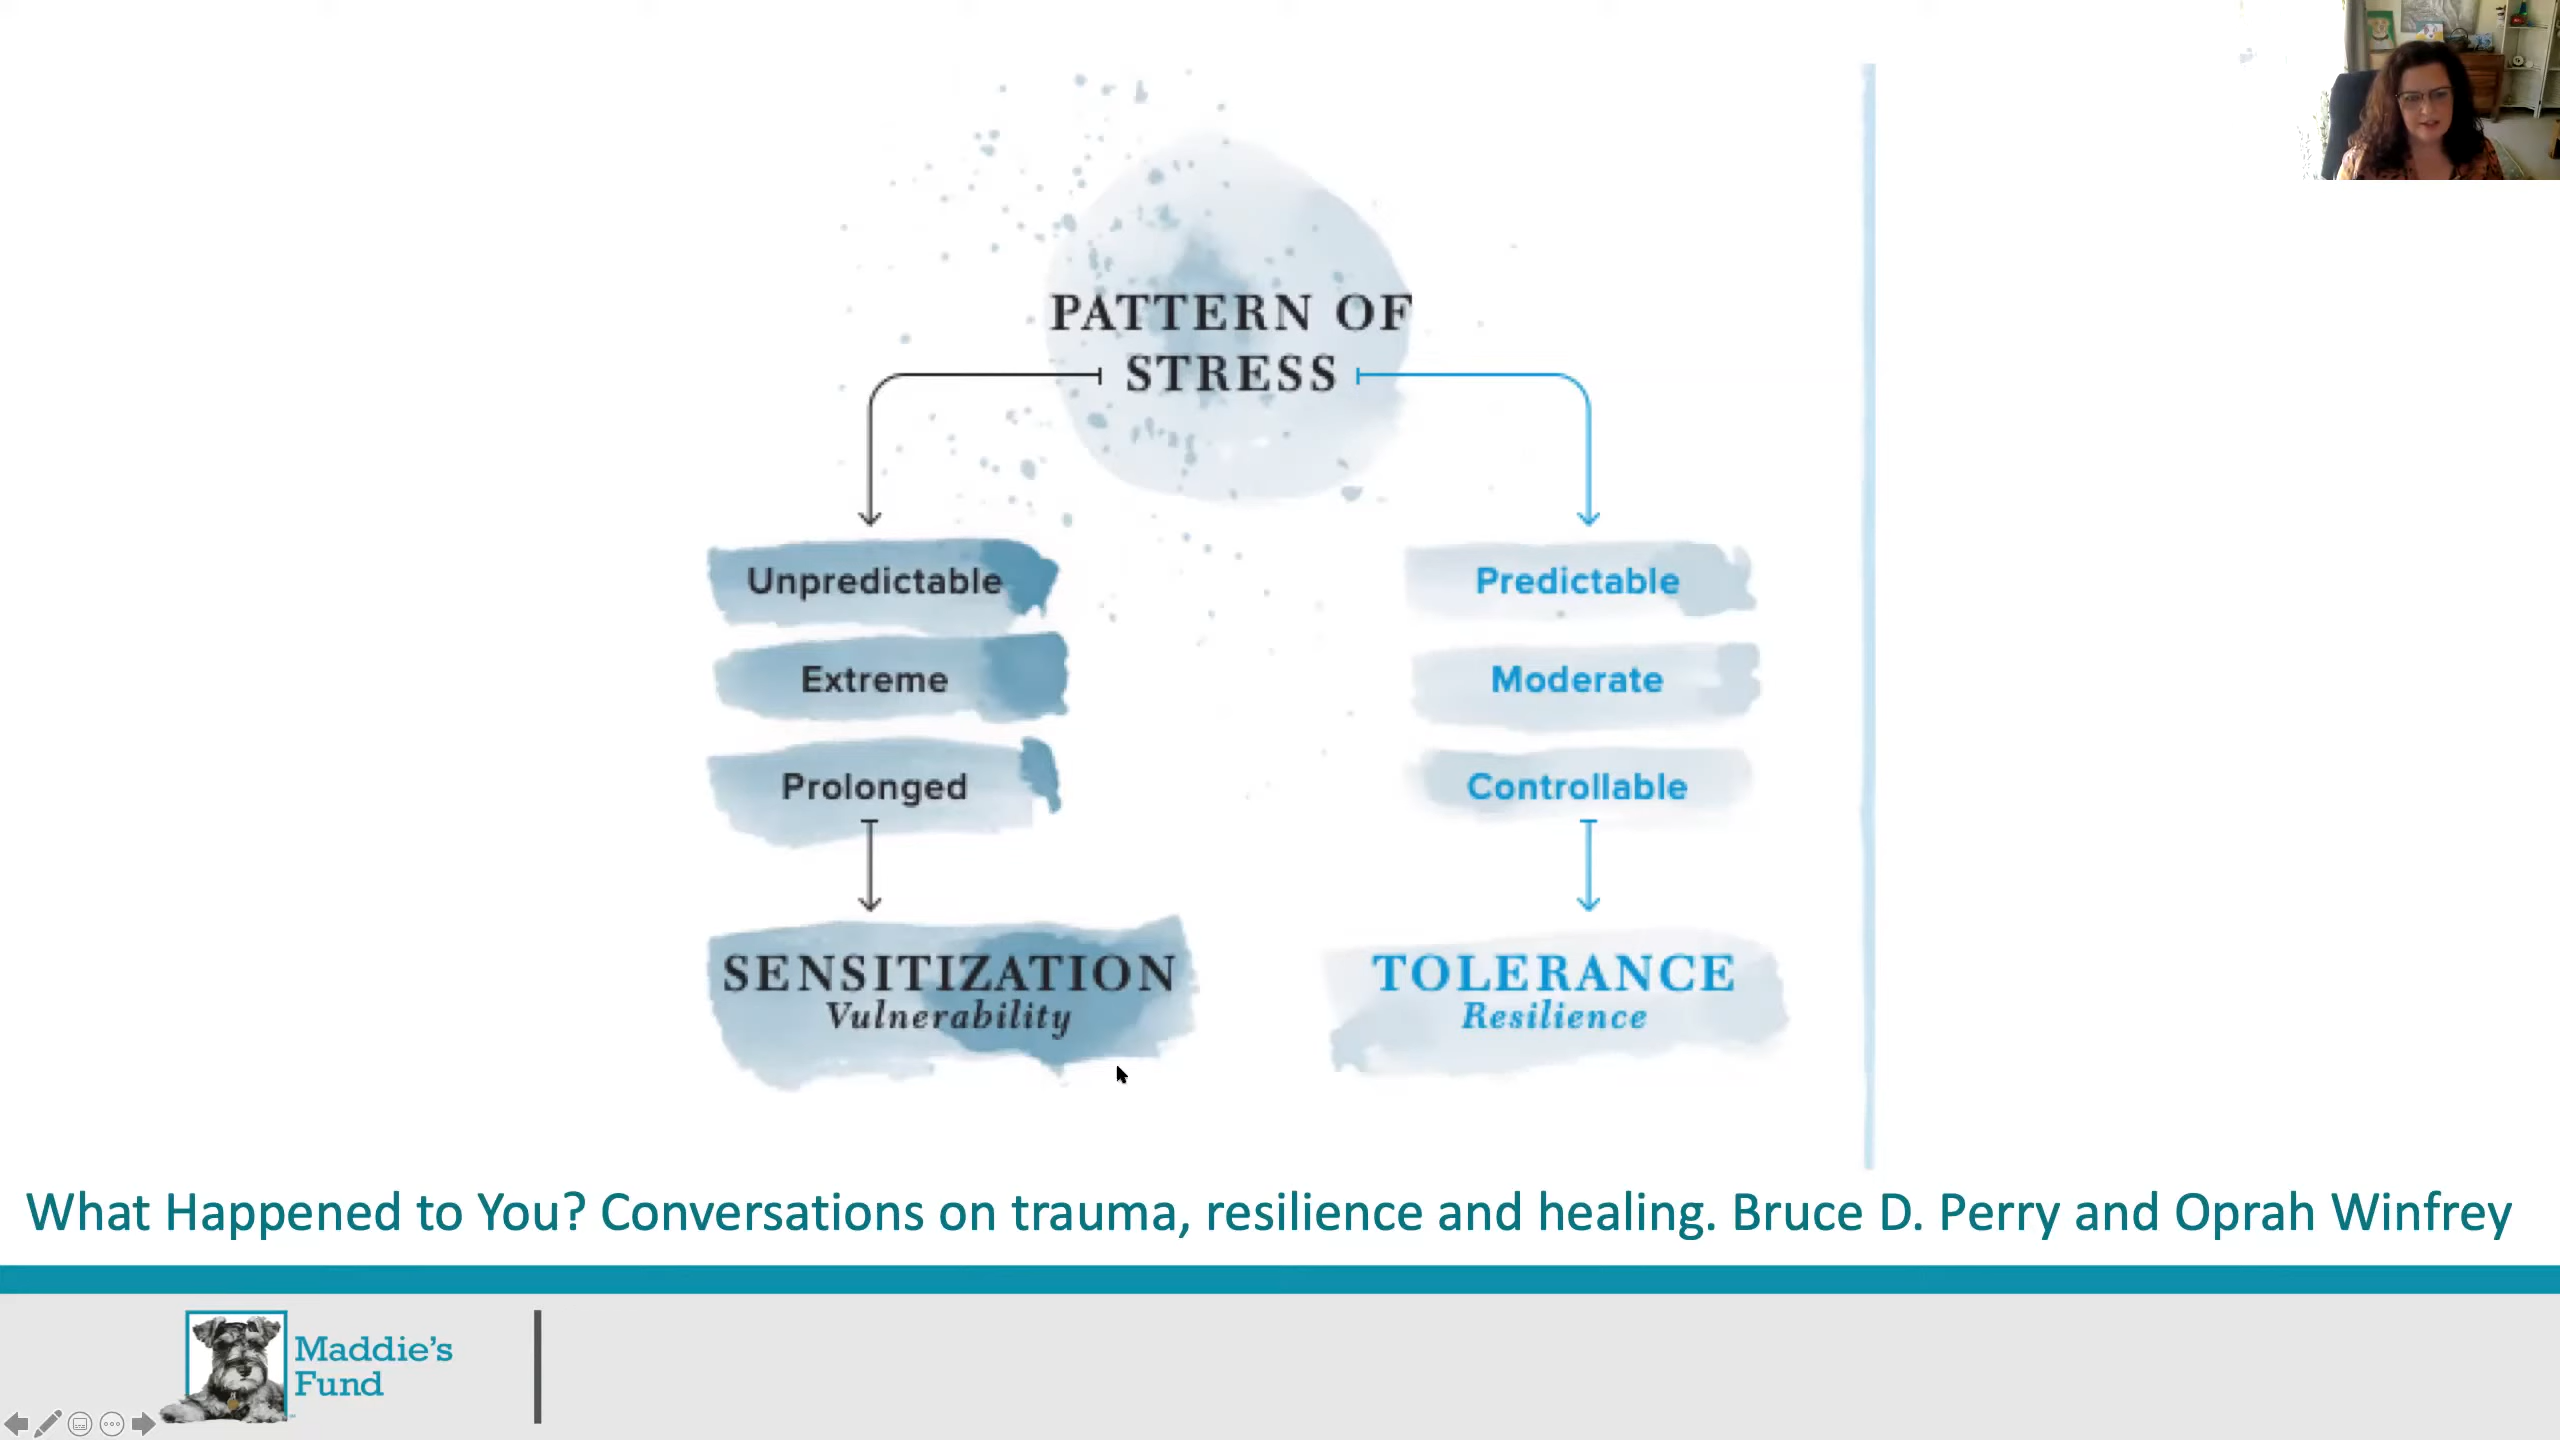 PATTERN OF
STRESS
Unpredictable
Extreme
Prolonged
SENSITIZATION
Vulnerability
Predictable
Moderate
Controllable
TOLERANCE
Resilience
What Happened to You? Conversations on trauma, resilience and healing. Bruce D. Perry and Oprah Winfrey
Maddie's
Fund